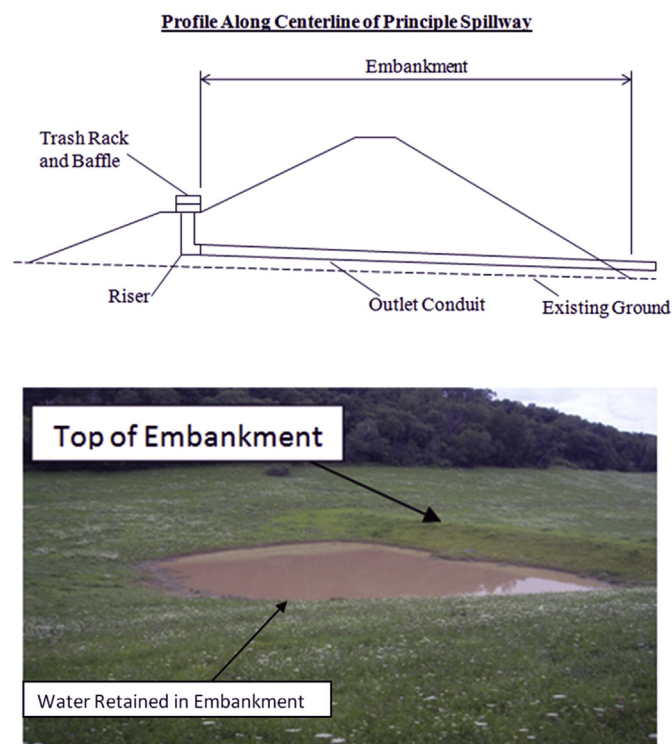 Profile Along Centerline of Principle Spillway
Embankment
Trash Rack
and Baffle
Riser
Outlet Conduit
Existing Ground
Top of Embankment
Water Retained in Embankment